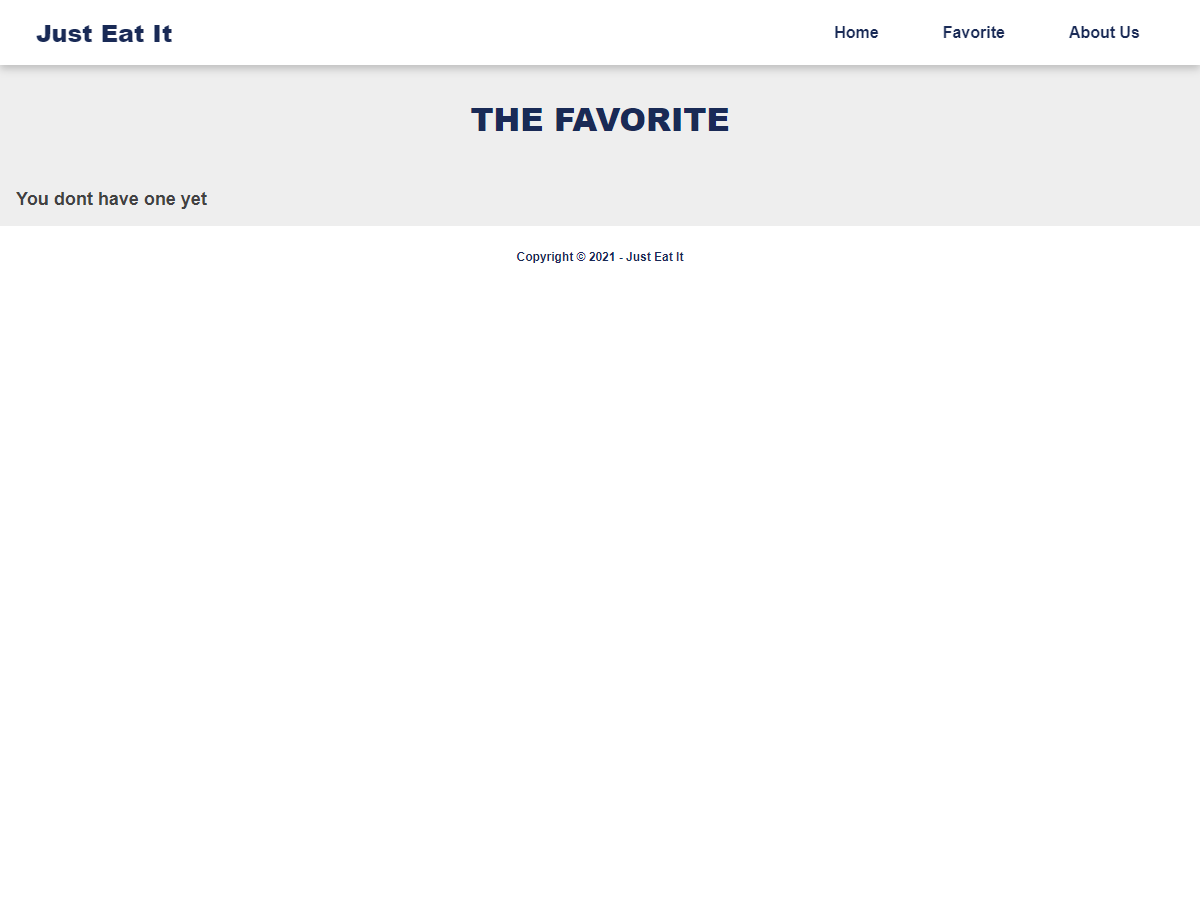 Just Eat It
Home
Favorite
About Us
THE FAVORITE
You dont have one yet
Copyright © 2021 - Just Eat It